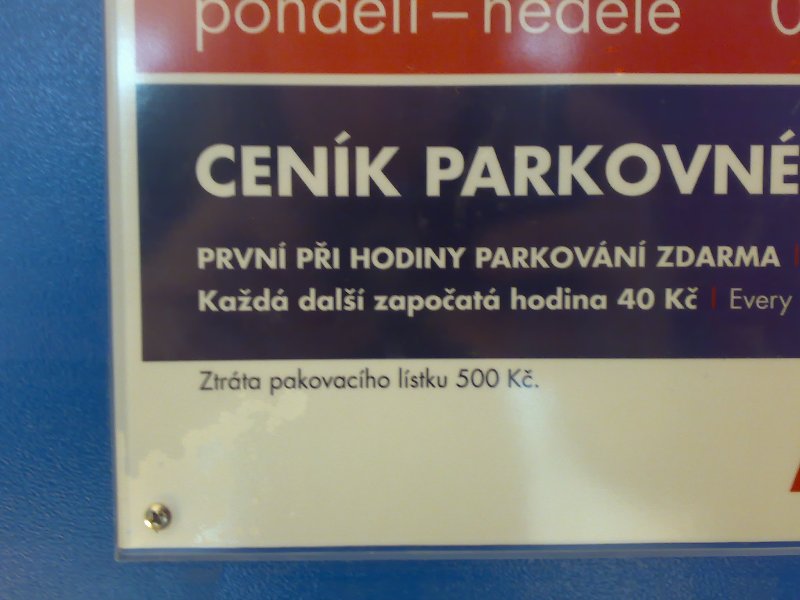 pondělí – neděle
CENÍK PARKOVNÉ
PRVNÍ PŘI HODINY PARKOVÁNÍ ZDARMA |
Každá další započatá hodina 40 Kč | Every
Ztráta pakovacího lístku 500 Kč.